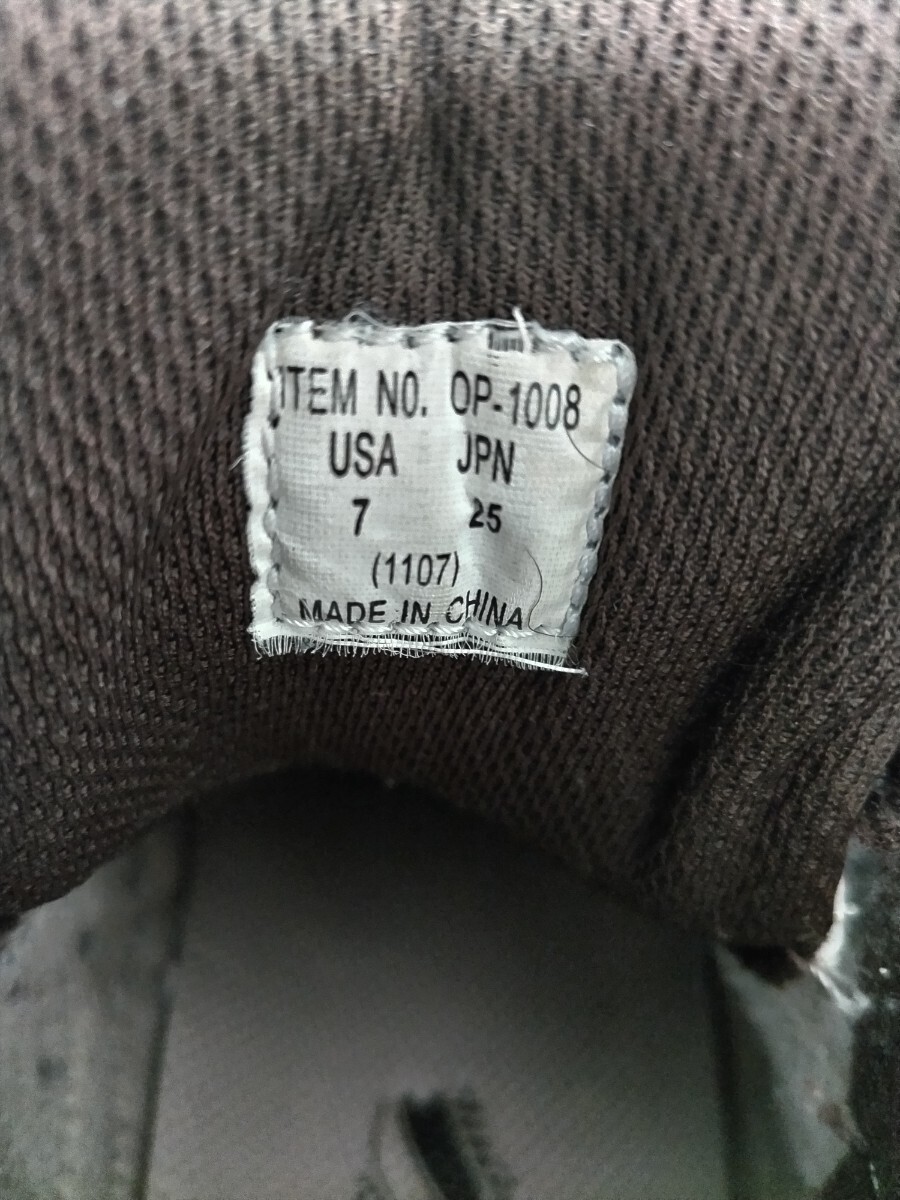 ITEM NO. OP-1008
USA JPN
7 25
(1107)
MADE IN CHINA